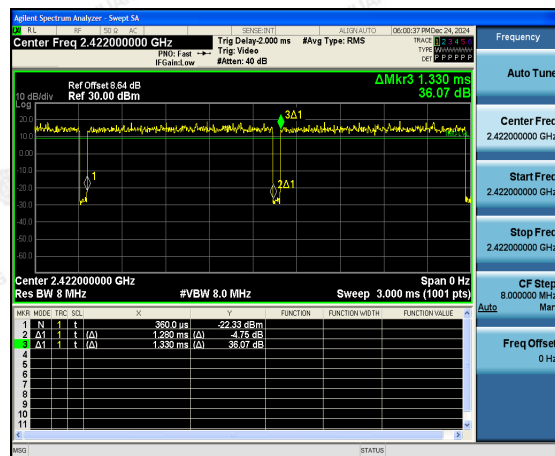 Agilent Spectrum Analyzer - Swept SA
RL RF 50 Ω AC SENSE:INT ALIGNAUTO 06:00:37 PM Dec 24, 2024
Center Freq 2.422000000 GHz
PNO: Fast
IFGain:Low
Trig Delay-2.000 ms
Trig: Video
#Atten: 40 dB
#Avg Type: RMS
TRACE 1 2 3 4 5 6
TYPE
DET P P P P P P
Frequency
Ref Offset 8.64 dB
Ref 30.00 dBm
10 dB/div
Log
ΔMkr3 1.330 ms
36.07 dB
20.0
10.0
0.00
-10.0
-20.0
-30.0
-40.0
-50.0
-60.0
1
3Δ1
2Δ1
Center 2.422000000 GHz
Span 0 Hz
Res BW 8 MHz
#VBW 8.0 MHz
Sweep 3.000 ms (1001 pts)
MKR MODE TRC SCL X Y FUNCTION FUNCTION WIDTH FUNCTION VALUE
1 N 1 t 360.0 µs -22.33 dBm
2 Δ1 1 t (Δ) 1.280 ms (Δ) -4.75 dB
3 Δ1 1 t (Δ) 1.330 ms (Δ) 36.07 dB
4
5
6
7
8
9
10
11
Auto Tune
Center Freq
2.422000000 GHz
Start Freq
2.422000000 GHz
Stop Freq
2.422000000 GHz
CF Step
8.000000 MHz
Auto Man
Freq Offset
0 Hz
MSG
STATUS